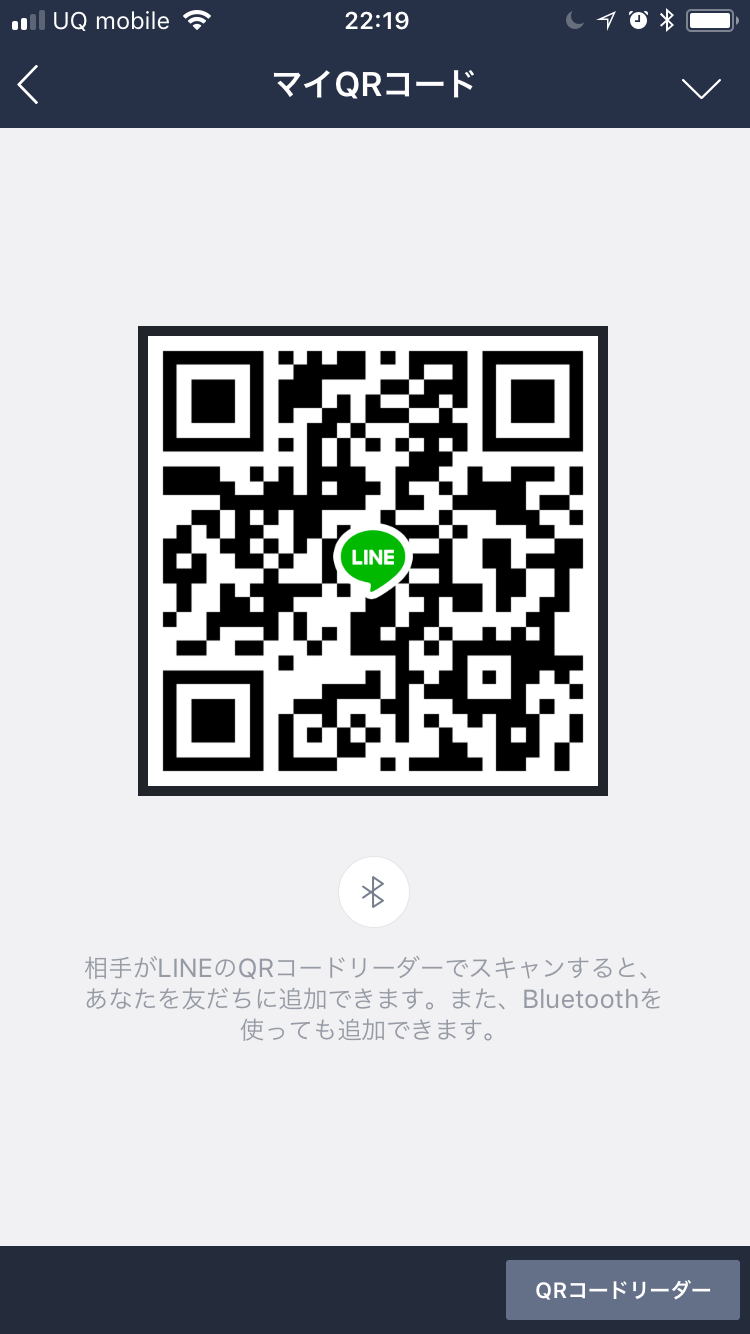 UQ mobile
22:19
マイQRコード
LINE
相手がLINEのQRコードリーダーでスキャンすると、
あなたを友だちに追加できます。また、Bluetoothを
使っても追加できます。
QRコードリーダー